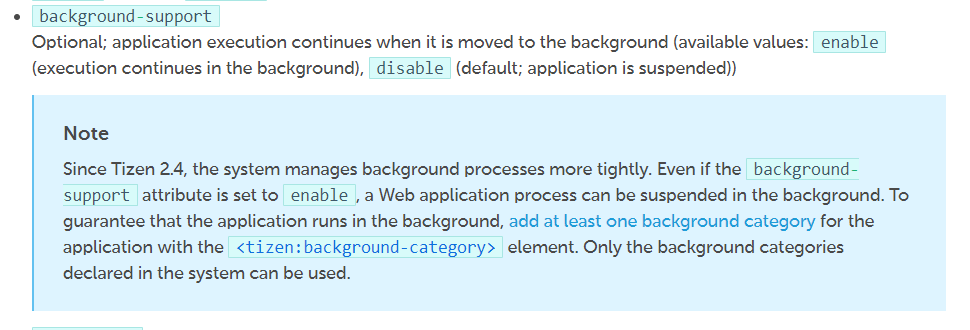 background-support
Optional; application execution continues when it is moved to the background (available values: enable
(execution continues in the background), disable (default; application is suspended))
Note
Since Tizen 2.4, the system manages background processes more tightly. Even if the background-
support attribute is set to enable, a Web application process can be suspended in the background. To
guarantee that the application runs in the background, add at least one background category for the
application with the <tizen:background-category> element. Only the background categories
declared in the system can be used.